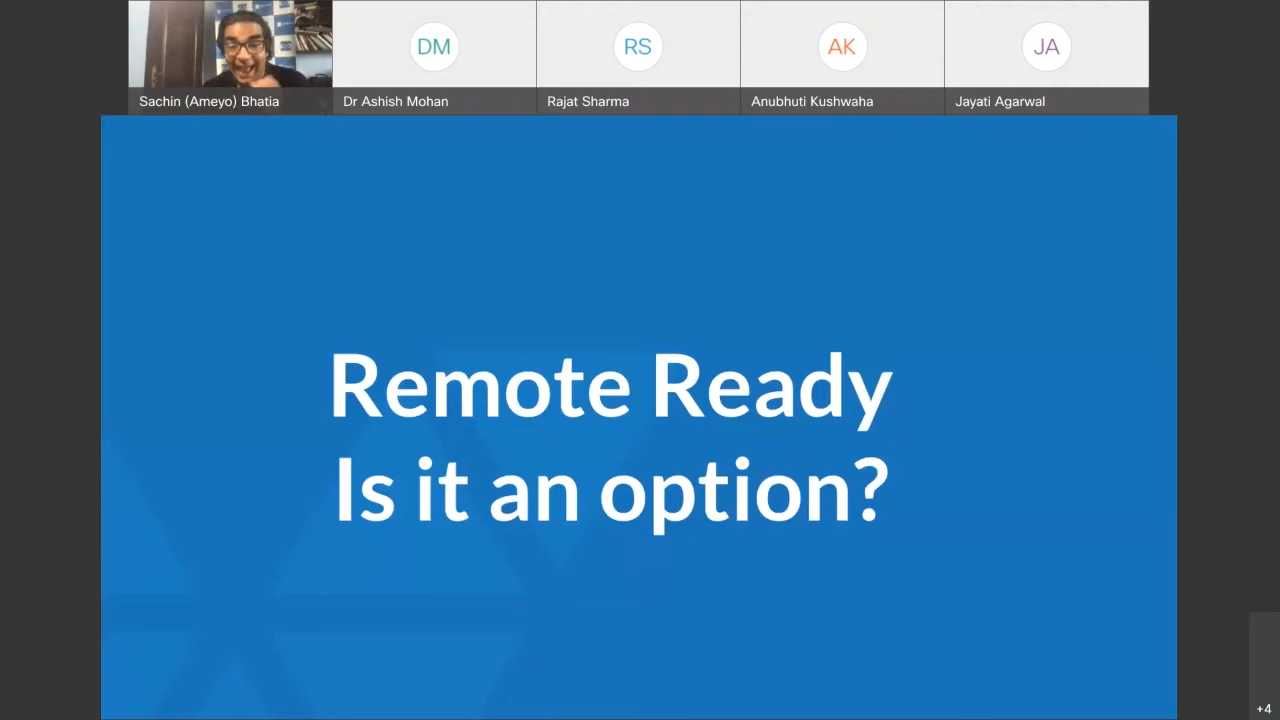 DM
RS
AK
JA
Sachin (Ameyo) Bhatia
Dr Ashish Mohan
Rajat Sharma
Anubhuti Kushwaha
Jayati Agarwal
Remote Ready
Is it an option?
+4